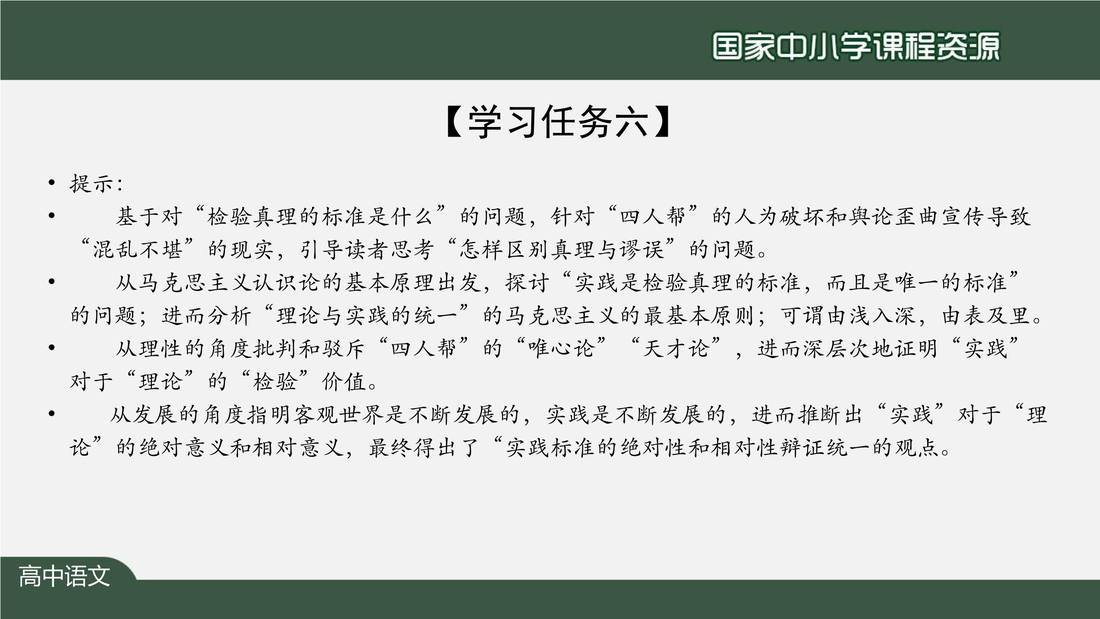 国家中小学课程资源
【学习任务六】
• 提示：
• 基于对“检验真理的标准是什么”的问题，针对“四人帮”的人为破坏和舆论歪曲宣传导致
“混乱不堪”的现实，引导读者思考“怎样区别真理与谬误”的问题。
• 从马克思主义认识论的基本原理出发，探讨“实践是检验真理的标准，而且是唯一的标准”
的问题；进而分析“理论与实践的统一”的马克思主义的最基本原则；可谓由浅入深，由表及里。
• 从理性的角度批判和驳斥“四人帮”的“唯心论”“天才论”，进而深层次地证明“实践”
对于“理论”的“检验”价值。
• 从发展的角度指明客观世界是不断发展的，实践是不断发展的，进而推断出“实践”对于“理
论”的绝对意义和相对意义，最终得出了“实践标准的绝对性和相对性辩证统一的观点。
高中语文